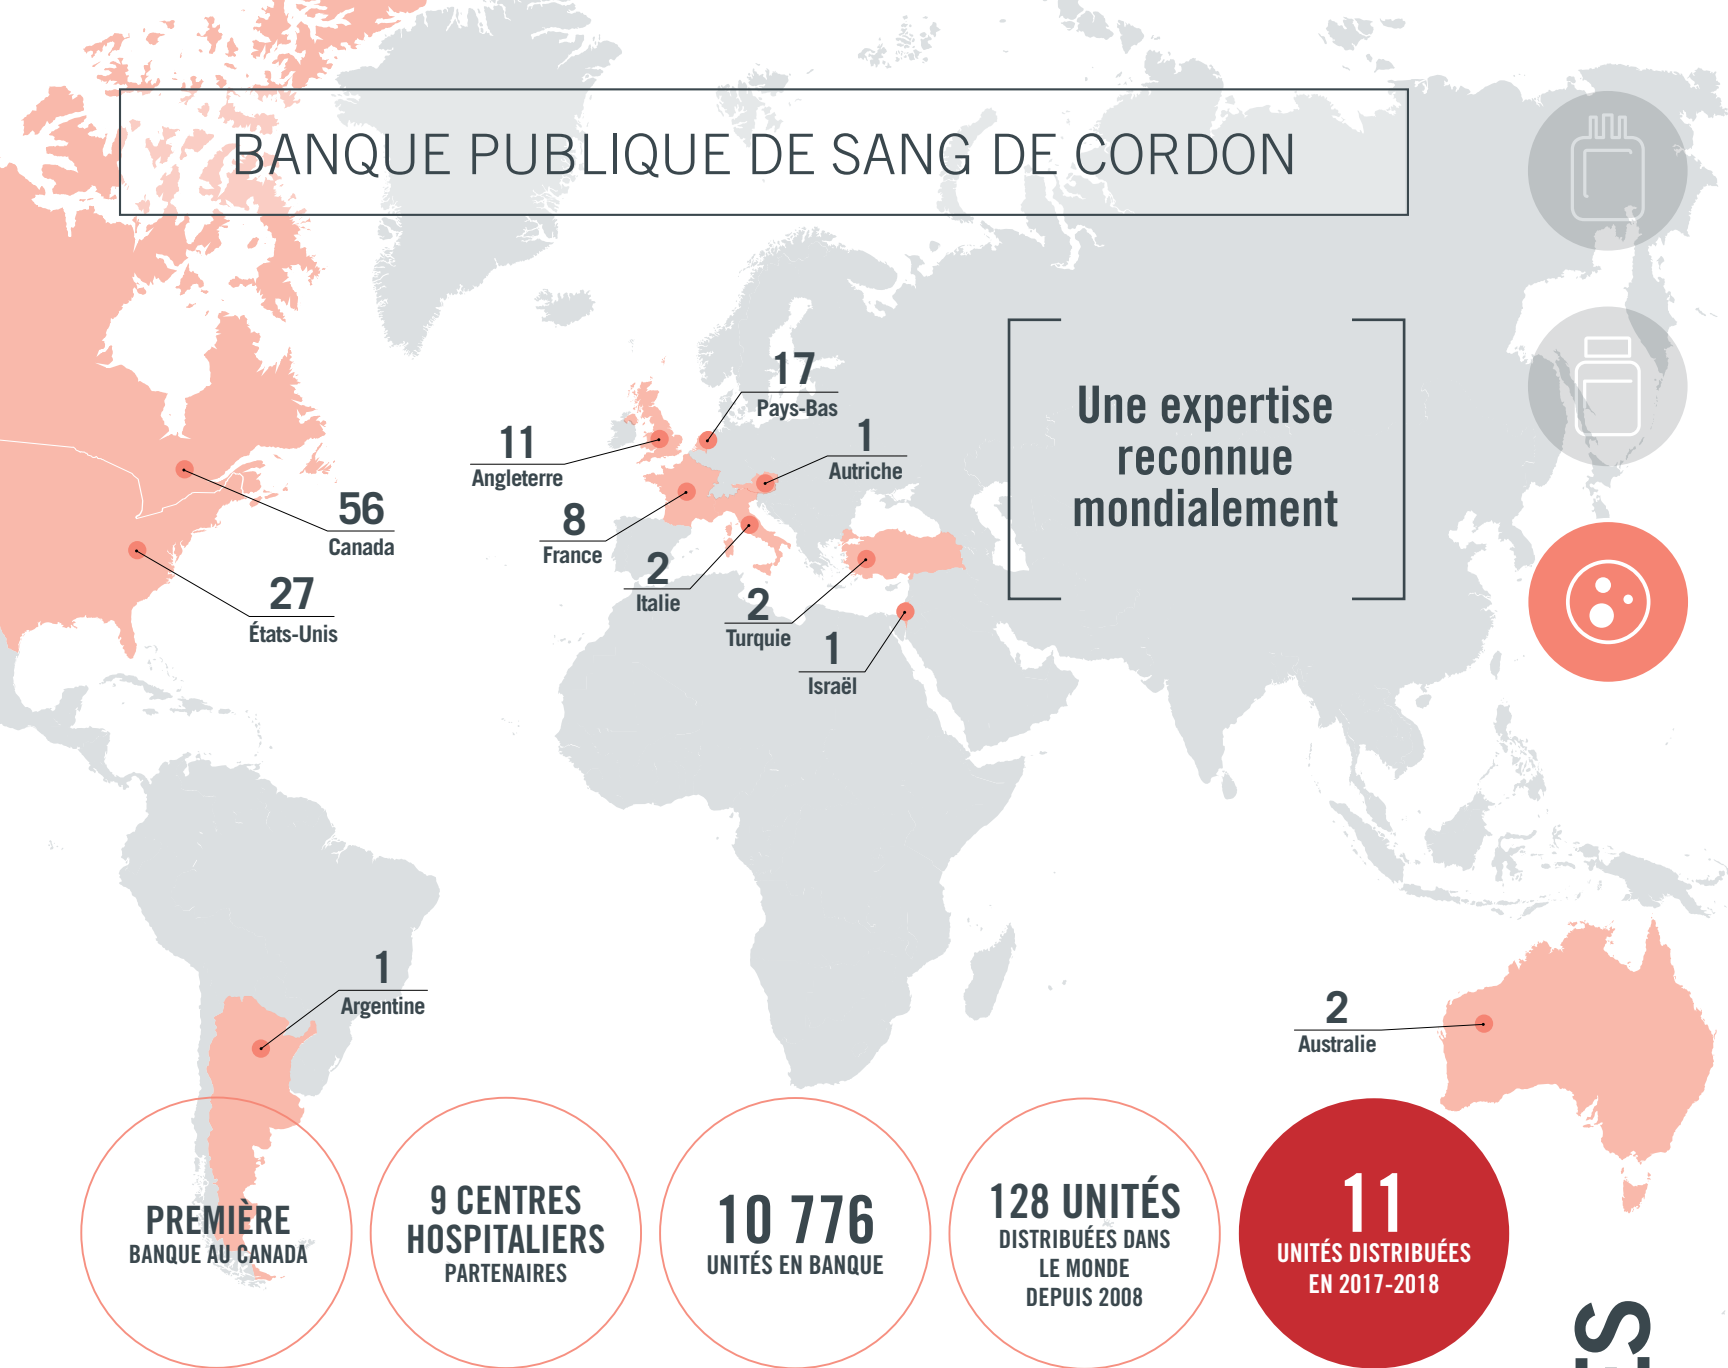 BANQUE PUBLIQUE DE SANG DE CORDON
Une expertise
reconnue
mondialement
17
Pays-Bas
11
Angleterre
1
Autriche
56
Canada
8
France
2
Italie
27
États-Unis
2
Turquie
1
Israël
1
Argentine
2
Australie
PREMIÈRE
BANQUE AU CANADA
9 CENTRES
HOSPITALIERS
PARTENAIRES
10 776
UNITÉS EN BANQUE
128 UNITÉS
DISTRIBUÉES DANS
LE MONDE
DEPUIS 2008
11
UNITÉS DISTRIBUÉES
EN 2017-2018